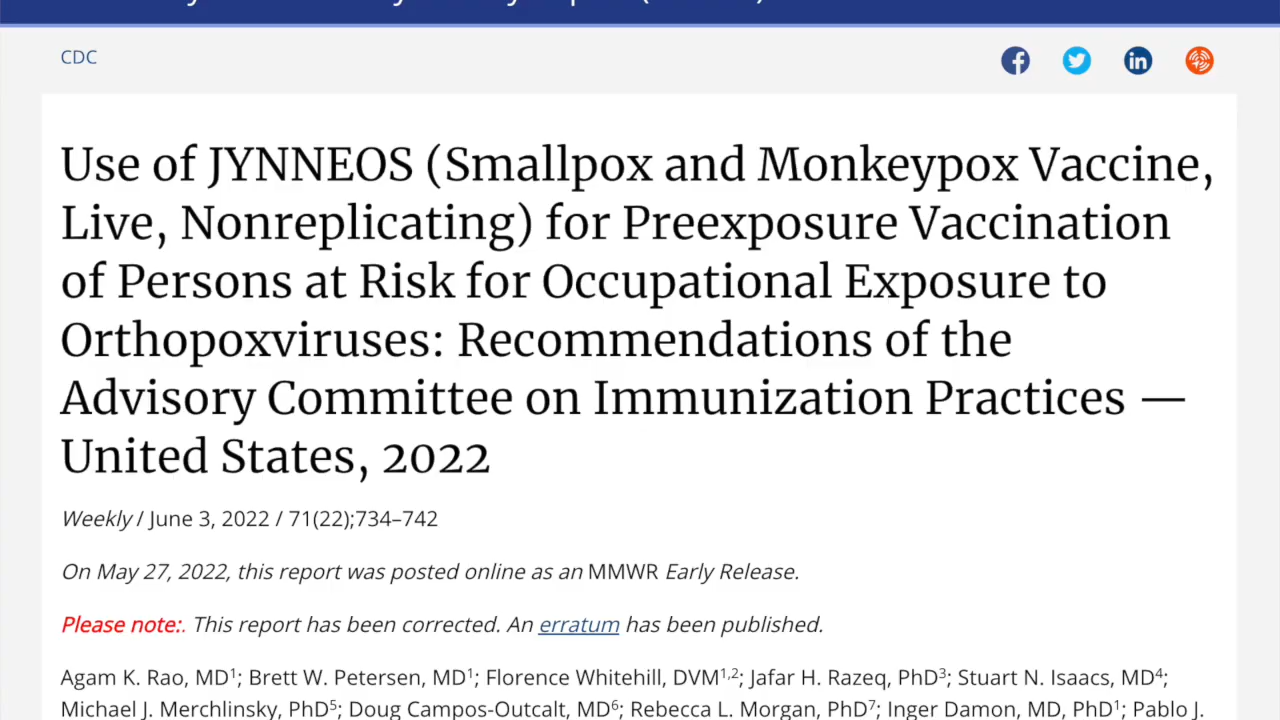 CDC
Use of JYNNEOS (Smallpox and Monkeypox Vaccine,
Live, Nonreplicating) for Preexposure Vaccination
of Persons at Risk for Occupational Exposure to
Orthopoxviruses: Recommendations of the
Advisory Committee on Immunization Practices —
United States, 2022
Weekly / June 3, 2022 / 71(22);734–742
On May 27, 2022, this report was posted online as an MMWR Early Release.
Please note:. This report has been corrected. An erratum has been published.
Agam K. Rao, MD¹; Brett W. Petersen, MD¹; Florence Whitehill, DVM¹,²; Jafar H. Razeq, PhD³; Stuart N. Isaacs, MD⁴;
Michael J. Merchlinsky, PhD⁵; Doug Campos-Outcalt, MD⁶; Rebecca L. Morgan, PhD⁷; Inger Damon, MD, PhD¹; Pablo J.